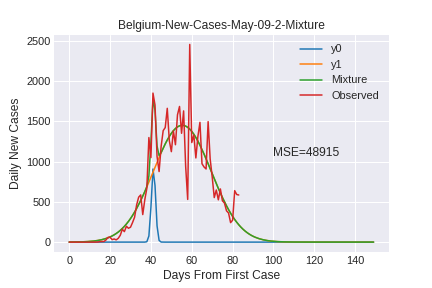 Belgium-New-Cases-May-09-2-Mixture
Daily New Cases
2500
2000
1500
1000
500
0
y0
y1
Mixture
Observed
MSE=48915
0 20 40 60 80 100 120 140
Days From First Case